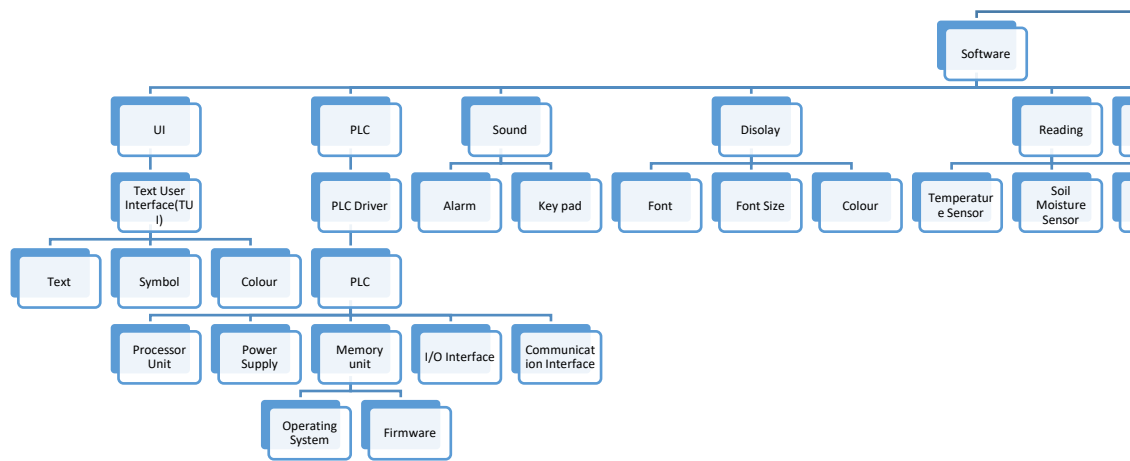 Software
UI
PLC
Sound
Disolay
Reading
Text User
Interface(TU
I)
PLC Driver
Alarm
Key pad
Font
Font Size
Colour
Temperatur
e Sensor
Soil
Moisture
Sensor
Text
Symbol
Colour
PLC
Processor
Unit
Power
Supply
Memory
unit
I/O Interface
Communicat
ion Interface
Operating
System
Firmware